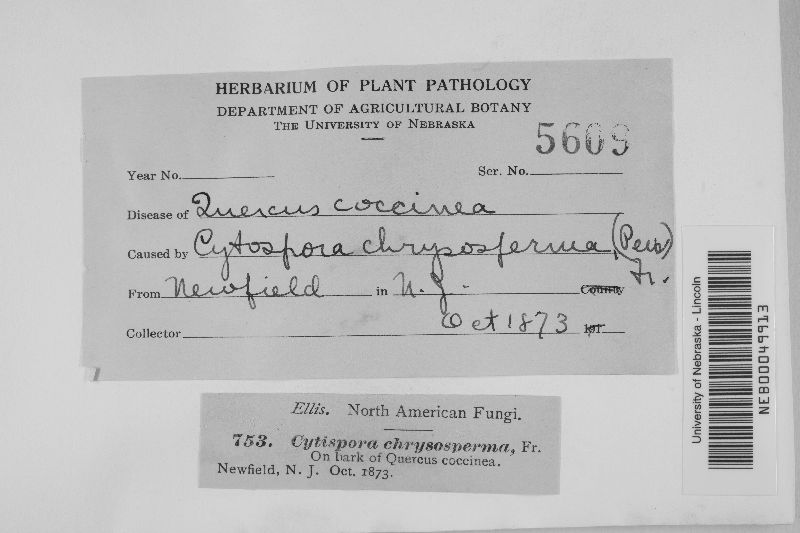 HERBARIUM OF PLANT PATHOLOGY
DEPARTMENT OF AGRICULTURAL BOTANY
THE UNIVERSITY OF NEBRASKA
5609
Year No. Ser. No.
Disease of Quercus coccinea
Caused by Cytospora chrysosperma (Pers)
Fr.
From Newfield in N. J. County
Collector Oct 1873 191
Ellis. North American Fungi.
753. Cytispora chrysosperma, Fr.
On bark of Quercus coccinea.
Newfield, N. J. Oct. 1873.
University of Nebraska - Lincoln
NEB00049913